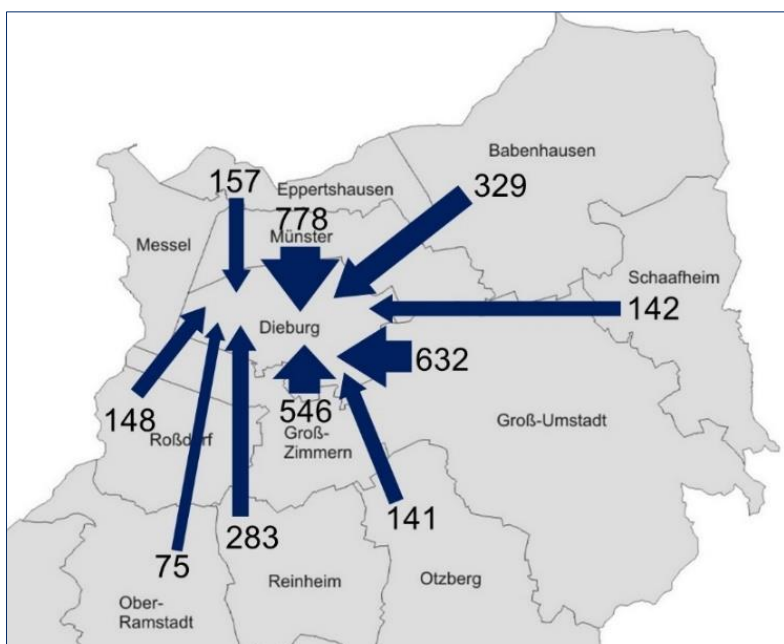 Babenhausen
157
Eppertshausen
329
778
Münster
Messel
Schaafheim
142
Dieburg
632
546
148
Roßdorf
Groß-
Zimmern
Groß-Umstadt
141
283
75
Reinheim
Otzberg
Ober-
Ramstadt